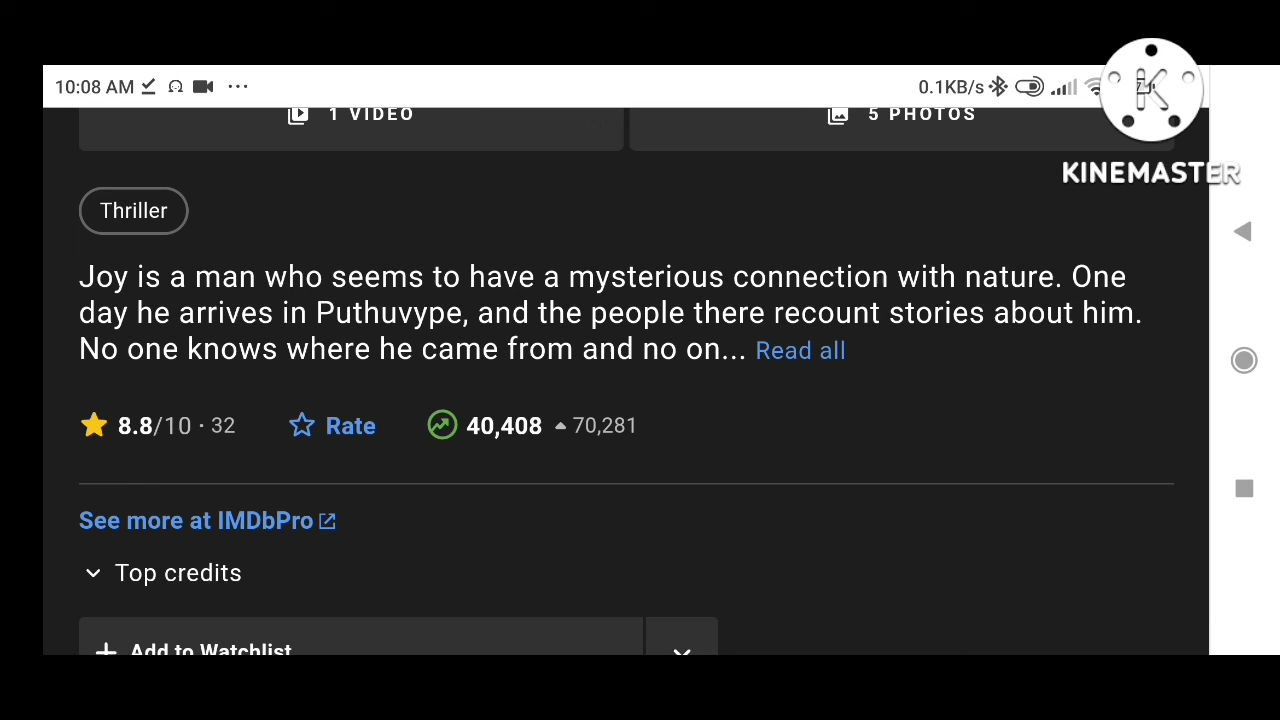 10:08 AM ... 0.1KB/s
KINEMASTER
1 VIDEO 5 PHOTOS
Thriller
Joy is a man who seems to have a mysterious connection with nature. One
day he arrives in Puthuvype, and the people there recount stories about him.
No one knows where he came from and no on... Read all
8.8/10 · 32 Rate 40,408 70,281
See more at IMDbPro
Top credits
+ Add to Watchlist